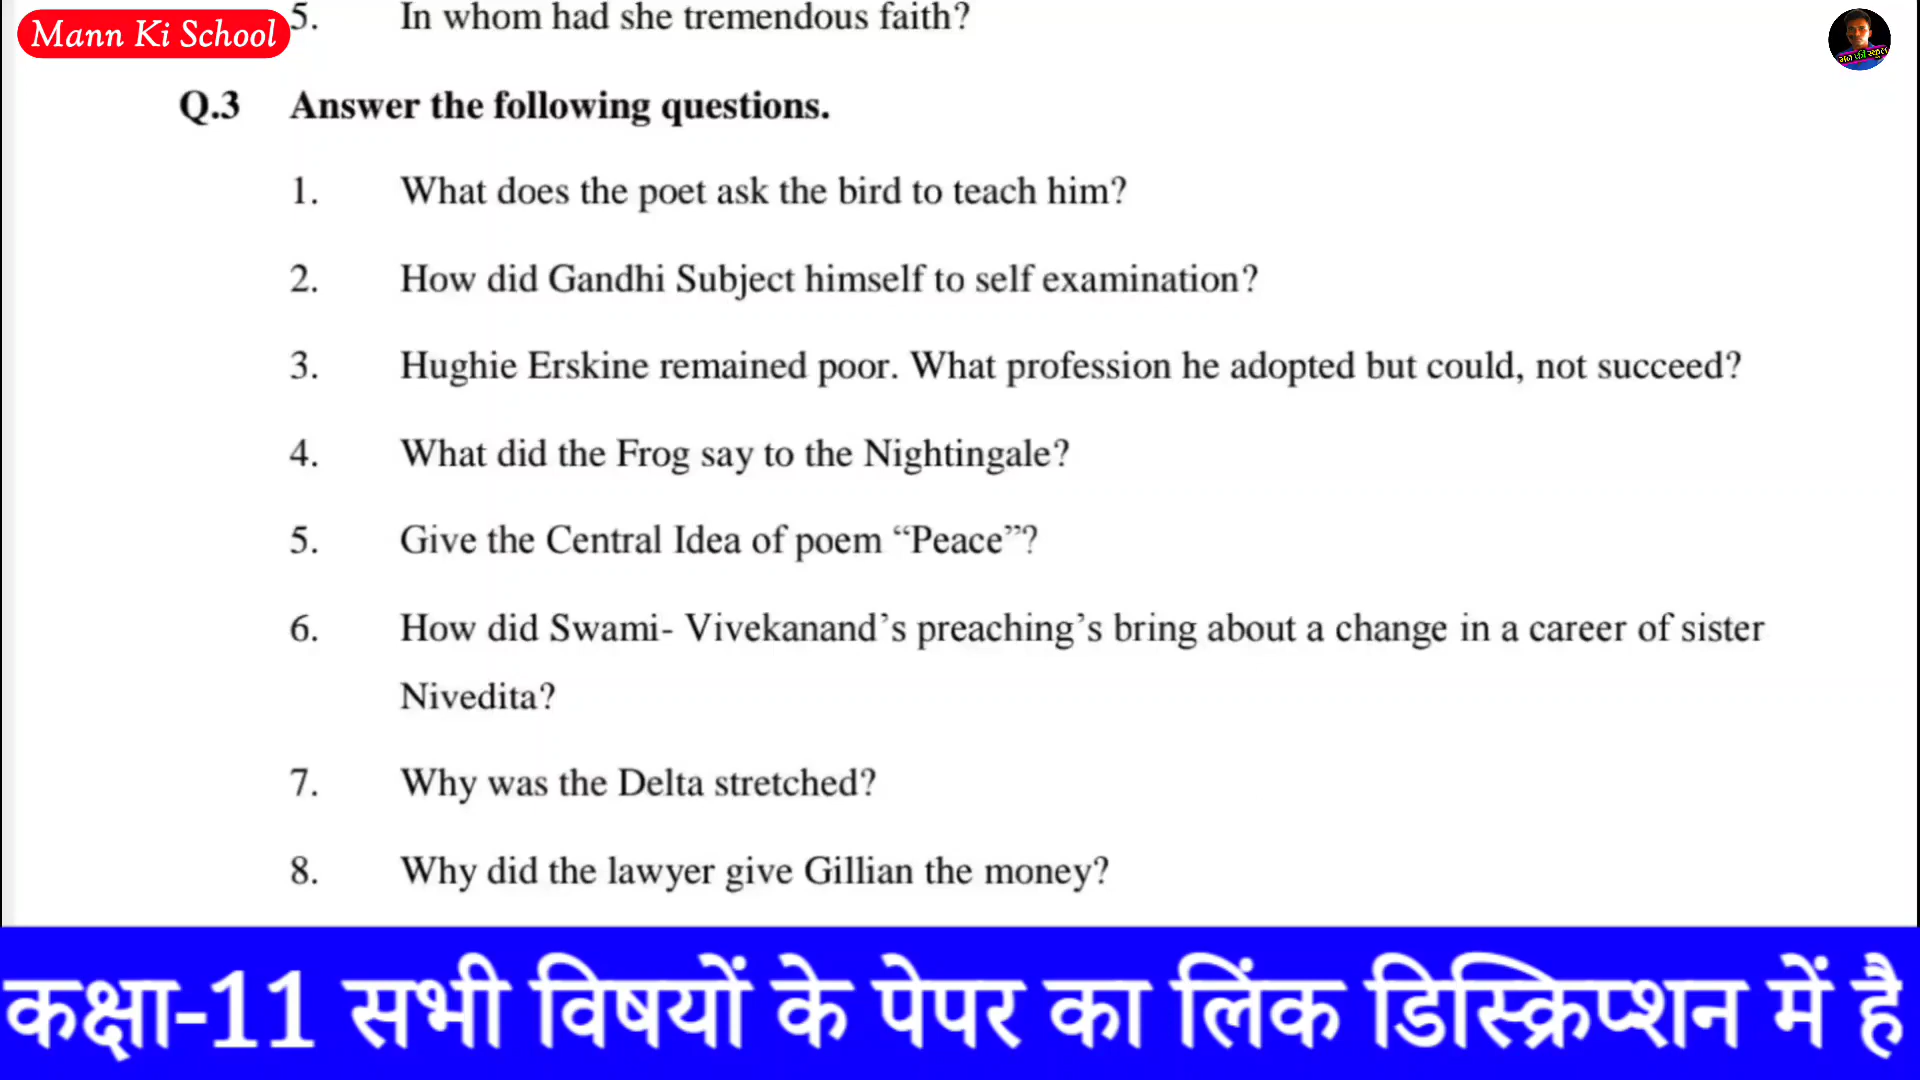 Mann Ki School
5. In whom had she tremendous faith?
मन की स्कूल
Q.3 Answer the following questions.
1. What does the poet ask the bird to teach him?
2. How did Gandhi Subject himself to self examination?
3. Hughie Erskine remained poor. What profession he adopted but could, not succeed?
4. What did the Frog say to the Nightingale?
5. Give the Central Idea of poem “Peace”?
6. How did Swami- Vivekanand’s preaching’s bring about a change in a career of sister
Nivedita?
7. Why was the Delta stretched?
8. Why did the lawyer give Gillian the money?
कक्षा-11 सभी विषयों के पेपर का लिंक डिस्क्रिप्शन में है